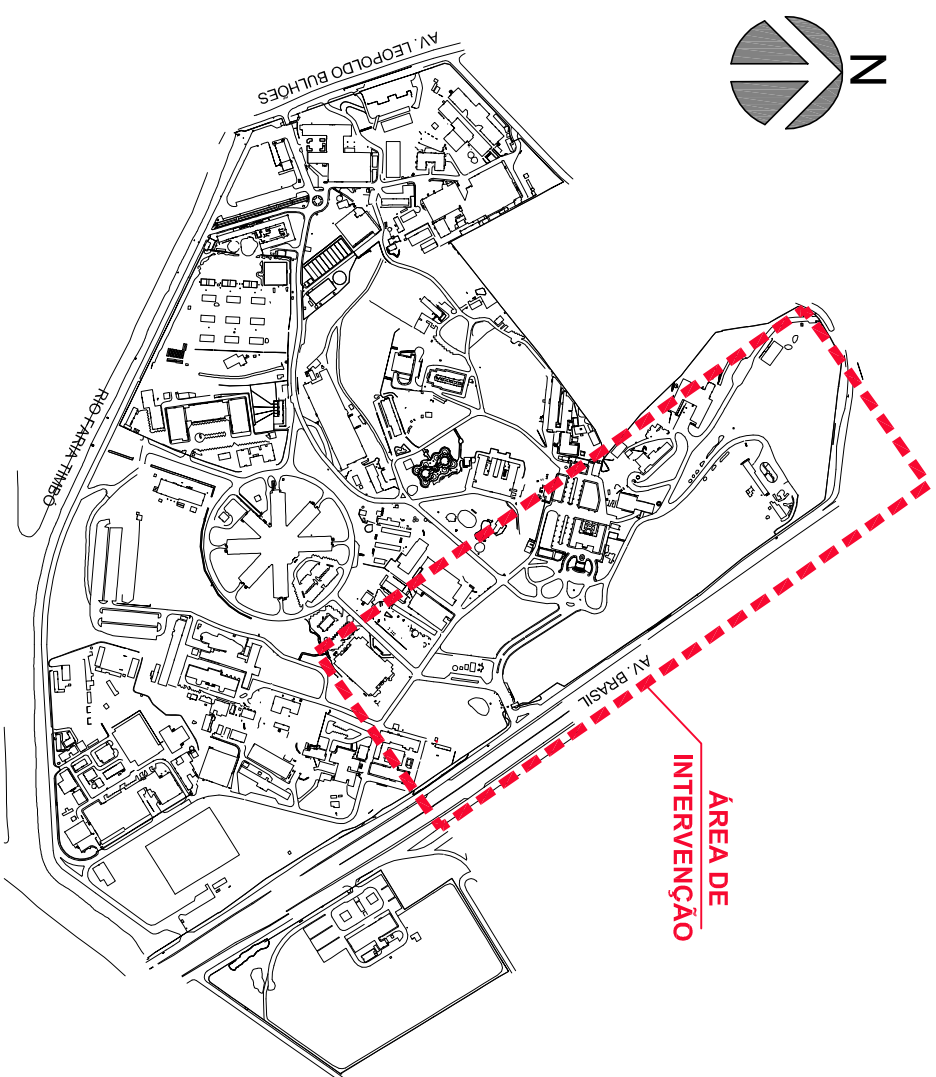 N
AV. LEOPOLDO BULHÕES
RIO FARIA TIMBÓ
AV. BRASIL
ÁREA DE
INTERVENÇÃO